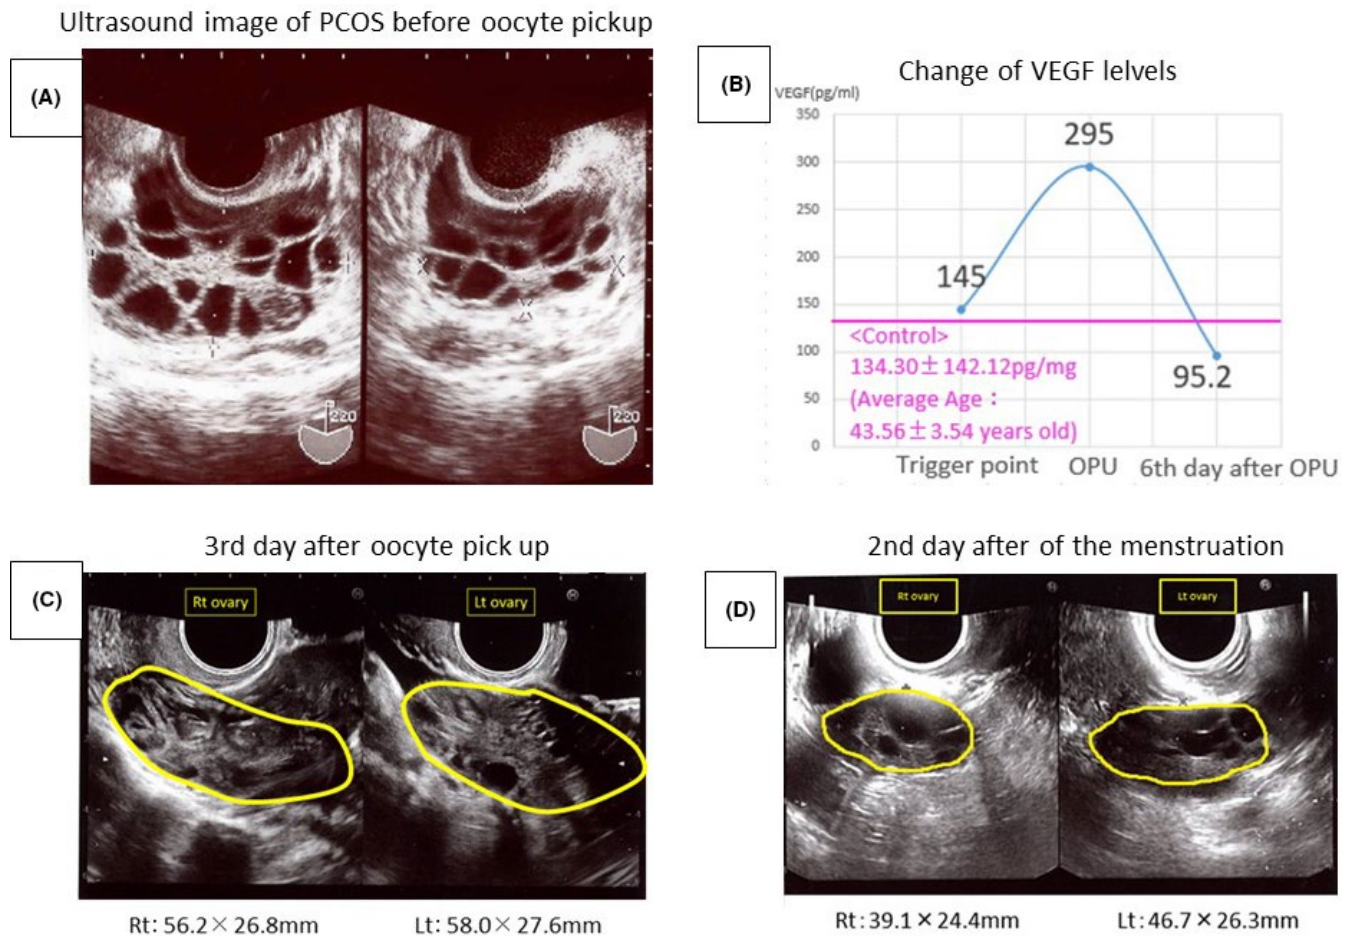 Ultrasound image of PCOS before oocyte pickup
(A)
220
220
(B)
Change of VEGF lelvels
VEGF(pg/ml)
350
300
250
200
150
100
50
0
145
295
95.2
<Control>
134.30±142.12pg/mg
(Average Age：
43.56±3.54 years old)
Trigger point OPU 6th day after OPU
3rd day after oocyte pick up
(C)
Rt ovary
Lt ovary
Rt: 56.2×26.8mm Lt: 58.0×27.6mm
2nd day after of the menstruation
(D)
Rt ovary
Lt ovary
Rt: 39.1×24.4mm Lt: 46.7×26.3mm